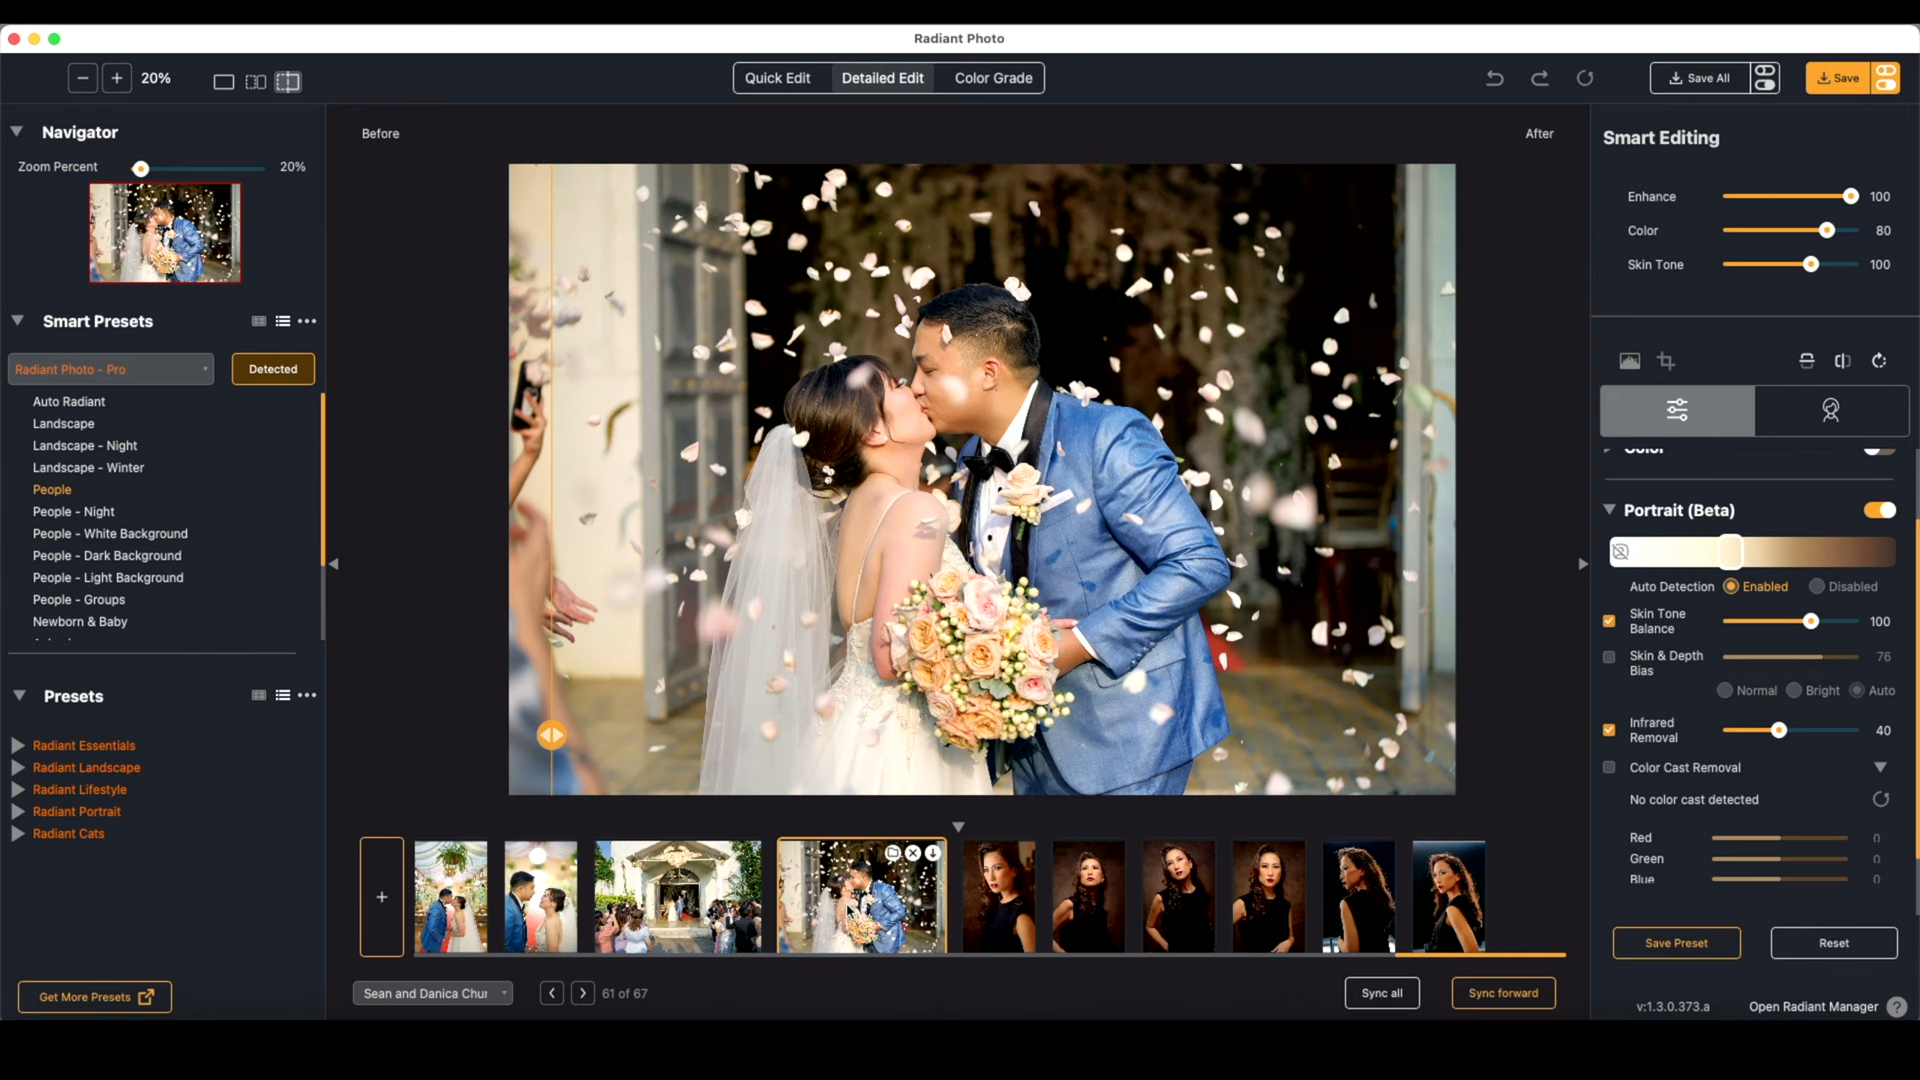 Radiant Photo
20%
Quick Edit
Detailed Edit
Color Grade
Save All
Save
Navigator
Zoom Percent
20%
Smart Presets
Radiant Photo - Pro
Detected
Auto Radiant
Landscape
Landscape - Night
Landscape - Winter
People
People - Night
People - White Background
People - Dark Background
People - Light Background
People - Groups
Newborn & Baby
Presets
Radiant Essentials
Radiant Landscape
Radiant Lifestyle
Radiant Portrait
Radiant Cats
Get More Presets
Before
After
Sean and Danica Chur
61 of 67
Sync all
Sync forward
Smart Editing
Enhance 100
Color 80
Skin Tone 100
Color
Portrait (Beta)
Auto Detection Enabled Disabled
Skin Tone
Balance
100
Skin & Depth
Bias
76
Normal Bright Auto
Infrared
Removal
40
Color Cast Removal
No color cast detected
Red 0
Green 0
Blue 0
Save Preset
Reset
v:1.3.0.373.a
Open Radiant Manager
?